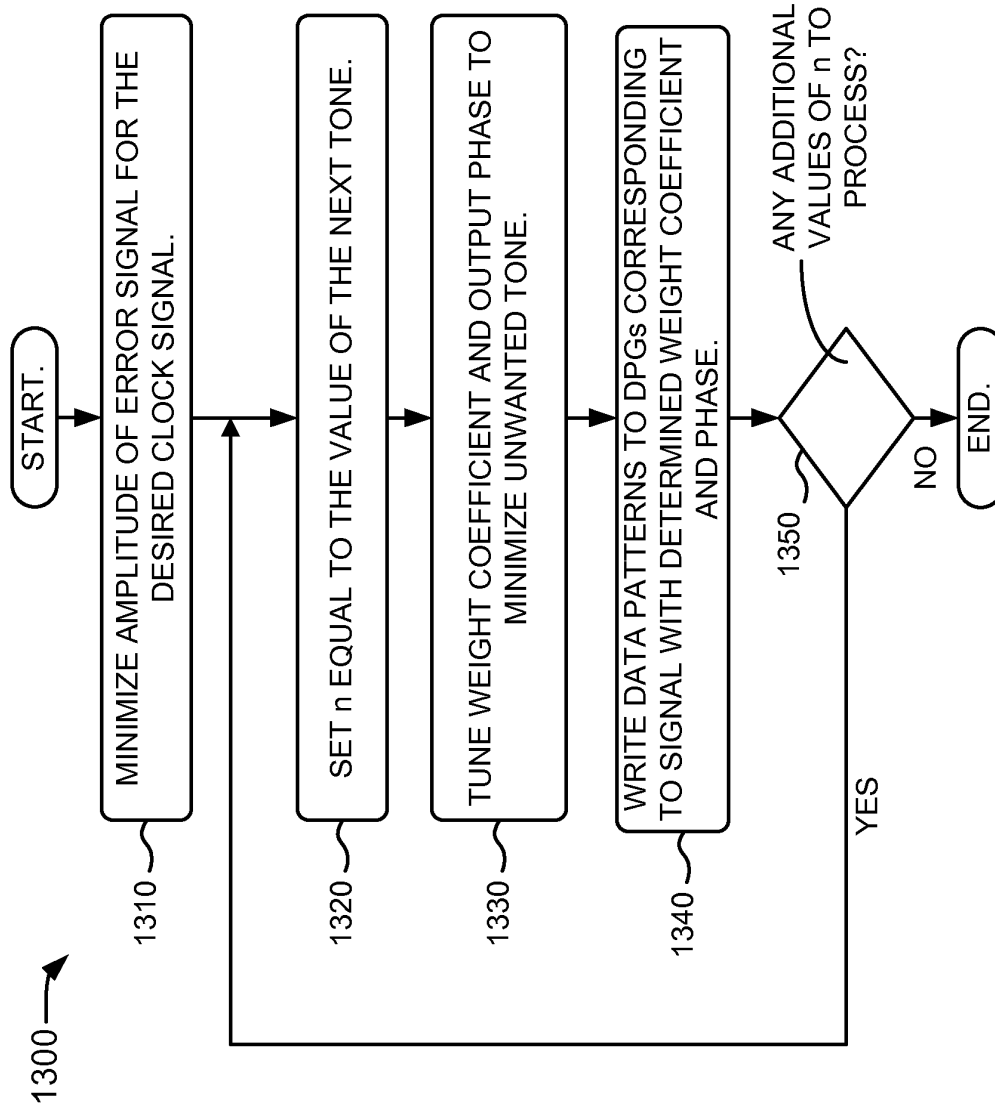 1300
START.
1310
MINIMIZE AMPLITUDE OF ERROR SIGNAL FOR THE
DESIRED CLOCK SIGNAL.
1320
SET n EQUAL TO THE VALUE OF THE NEXT TONE.
1330
TUNE WEIGHT COEFFICIENT AND OUTPUT PHASE TO
MINIMIZE UNWANTED TONE.
1340
WRITE DATA PATTERNS TO DPGs CORRESPONDING
TO SIGNAL WITH DETERMINED WEIGHT COEFFICIENT
AND PHASE.
1350
ANY ADDITIONAL
VALUES OF n TO
PROCESS?
YES
NO
END.